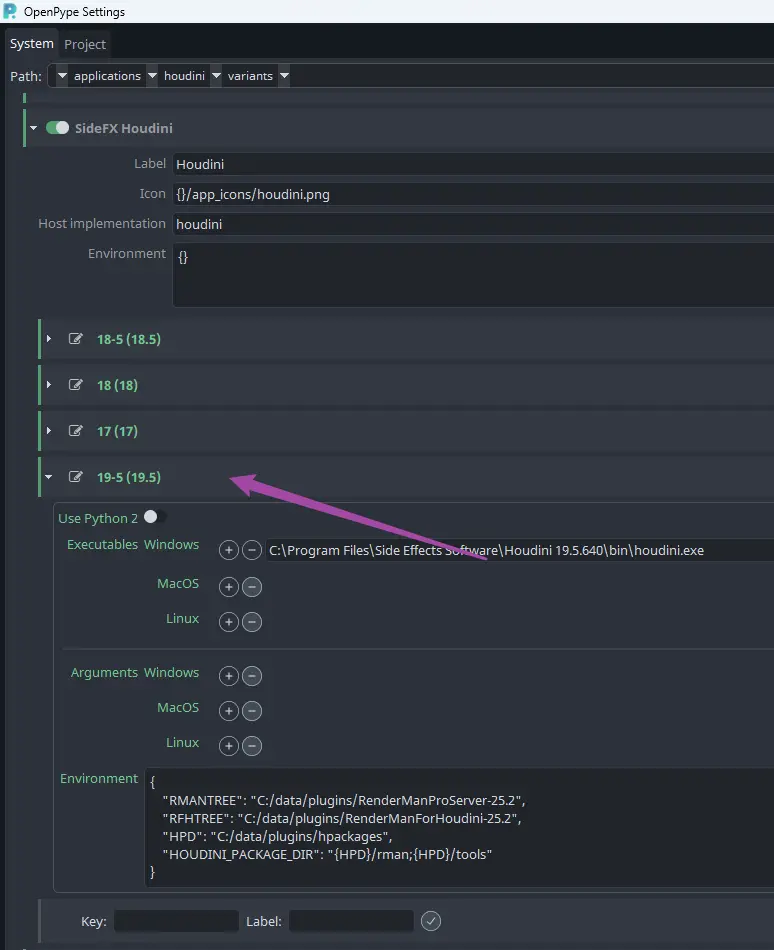 OpenPype Settings
System Project
Path: applications houdini variants
SideFX Houdini
Label Houdini
Icon {}/app_icons/houdini.png
Host implementation houdini
Environment {}
18-5 (18.5)
18 (18)
17 (17)
19-5 (19.5)
Use Python 2
Executables Windows C:\Program Files\Side Effects Software\Houdini 19.5.640\bin\houdini.exe
MacOS
Linux
Arguments Windows
MacOS
Linux
Environment {
"RMANTREE": "C:/data/plugins/RenderManProServer-25.2",
"RFHTREE": "C:/data/plugins/RenderManForHoudini-25.2",
"HPD": "C:/data/plugins/hpackages",
"HOUDINI_PACKAGE_DIR": "{HPD}/rman;{HPD}/tools"
}
Key: Label: